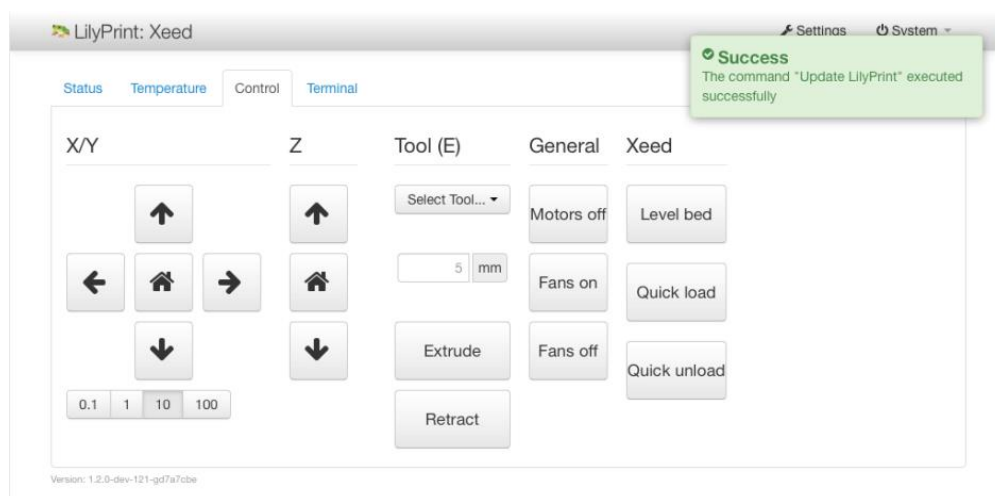 LilyPrint: Xeed
Settings
System
Success
The command "Update LilyPrint" executed
successfully
Status
Temperature
Control
Terminal
X/Y
Z
Tool (E)
General
Xeed
Select Tool...
Motors off
Level bed
5 mm
Fans on
Quick load
Extrude
Fans off
Quick unload
0.1 1 10 100
Retract
Version: 1.2.0-dev-121-gd7a7cbe